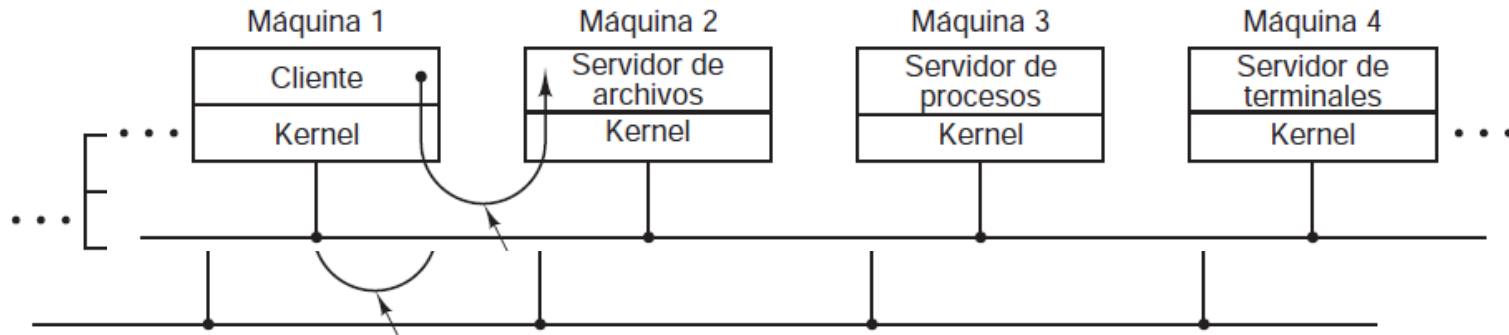 Máquina 1
Máquina 2
Máquina 3
Máquina 4
Cliente
Servidor de
archivos
Servidor de
procesos
Servidor de
terminales
Kernel
Kernel
Kernel
Kernel